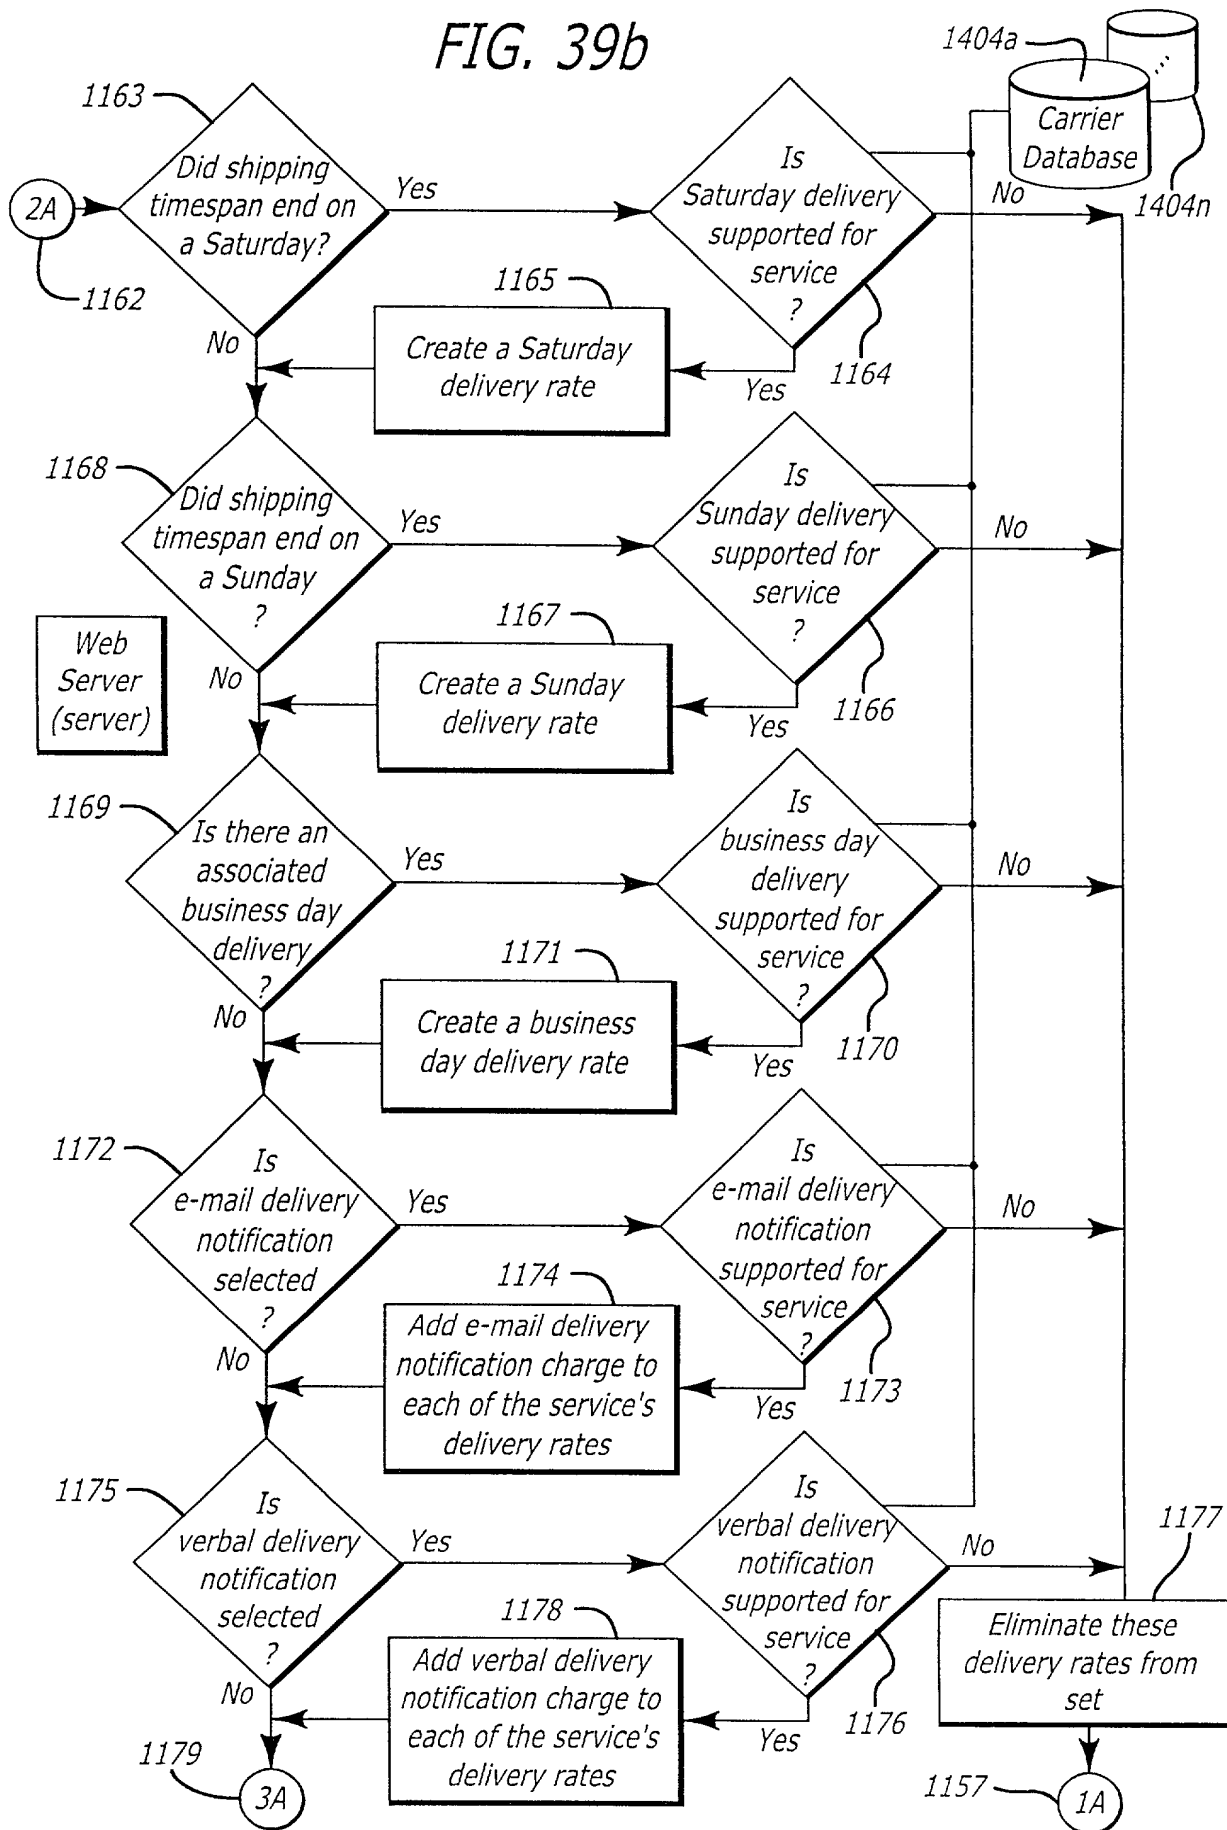 FIG. 39b
1404a
Carrier
Database
1404n
1163
Did shipping
timespan end on
a Saturday?
2A
1162
Yes
No
Is
Saturday delivery
supported for
service
?
1164
No
Yes
1165
Create a Saturday
delivery rate
1168
Did shipping
timespan end on
a Sunday
?
Yes
No
Is
Sunday delivery
supported for
service
?
1166
No
Yes
1167
Create a Sunday
delivery rate
Web
Server
(server)
1169
Is there an
associated
business day
delivery
?
Yes
No
Is
business day
delivery
supported for
service
?
1170
No
Yes
1171
Create a business
day delivery rate
1172
Is
e-mail delivery
notification
selected
?
Yes
No
Is
e-mail delivery
notification
supported for
service
?
1173
No
Yes
1174
Add e-mail delivery
notification charge to
each of the service's
delivery rates
1175
Is
verbal delivery
notification
selected
?
Yes
No
Is
verbal delivery
notification
supported for
service
?
1176
No
Yes
1178
Add verbal delivery
notification charge to
each of the service's
delivery rates
1177
Eliminate these
delivery rates from
set
1179
3A
1157
1A